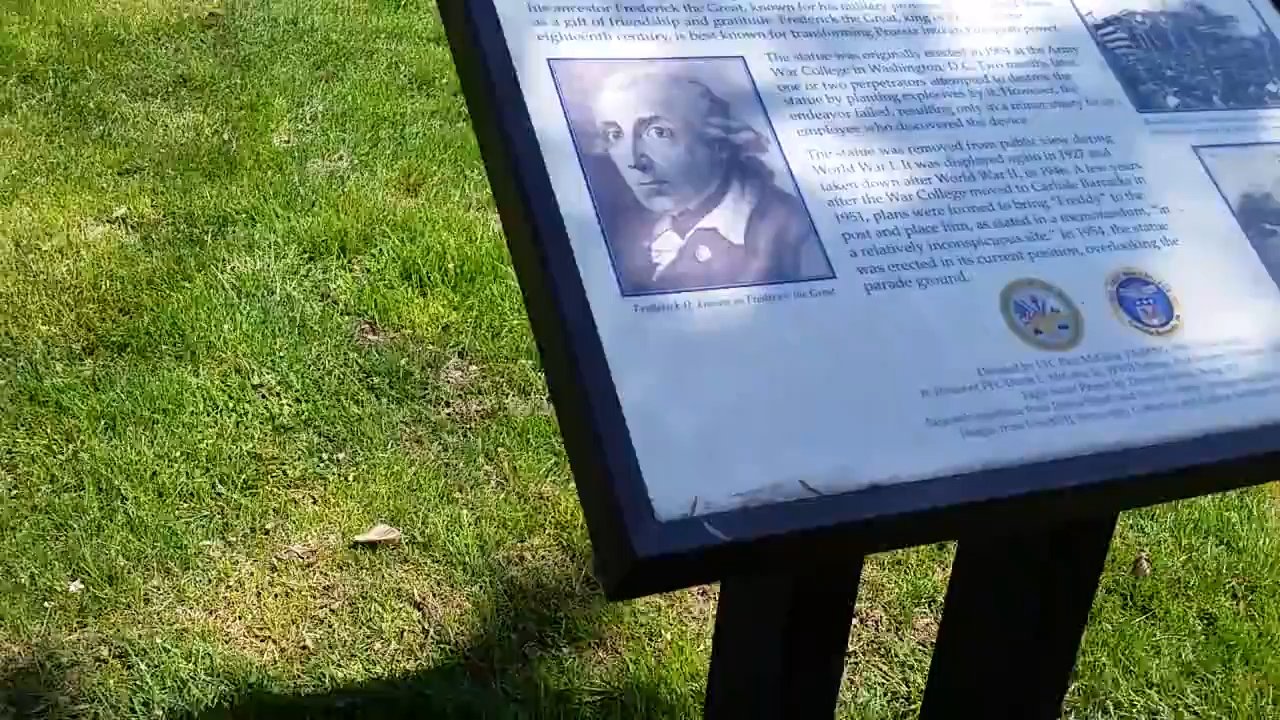 his ancestor Frederick the Great, known for his military
as a gift of friendship and gratitude. Frederick the Great, king
eighteenth century, is best known for transforming Prussia into a European power.
The statue was originally erected in 1904 at the Army
War College in Washington, D.C. Two months later,
one or two perpetrators attempted to destroy the
statue by planting explosives by it. However, the
endeavor failed, resulting only in a minor injury
employee who discovered the device.
The statue was removed from public view during
World War I. It was displayed again in 1927 and
taken down after World War II, in 1946. A few years
after the War College moved to Carlisle Barracks in
1951, plans were formed to bring "Freddy" to the
post and place him, as stated in a memorandum, "in
a relatively inconspicuous site." In 1954, the statue
was erected in its current position, overlooking the
parade ground.
Frederick II, known as Frederick the Great